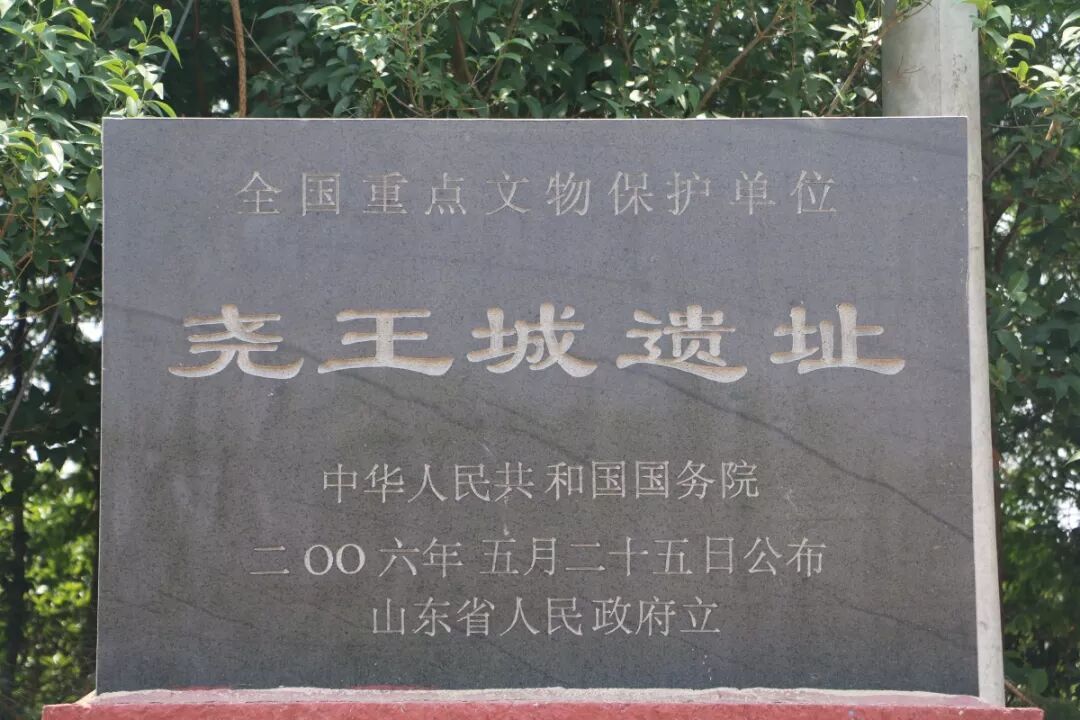 全国重点文物保护单位
尧王城遗址
中华人民共和国国务院
二〇〇六年五月二十五日公布
山东省人民政府立